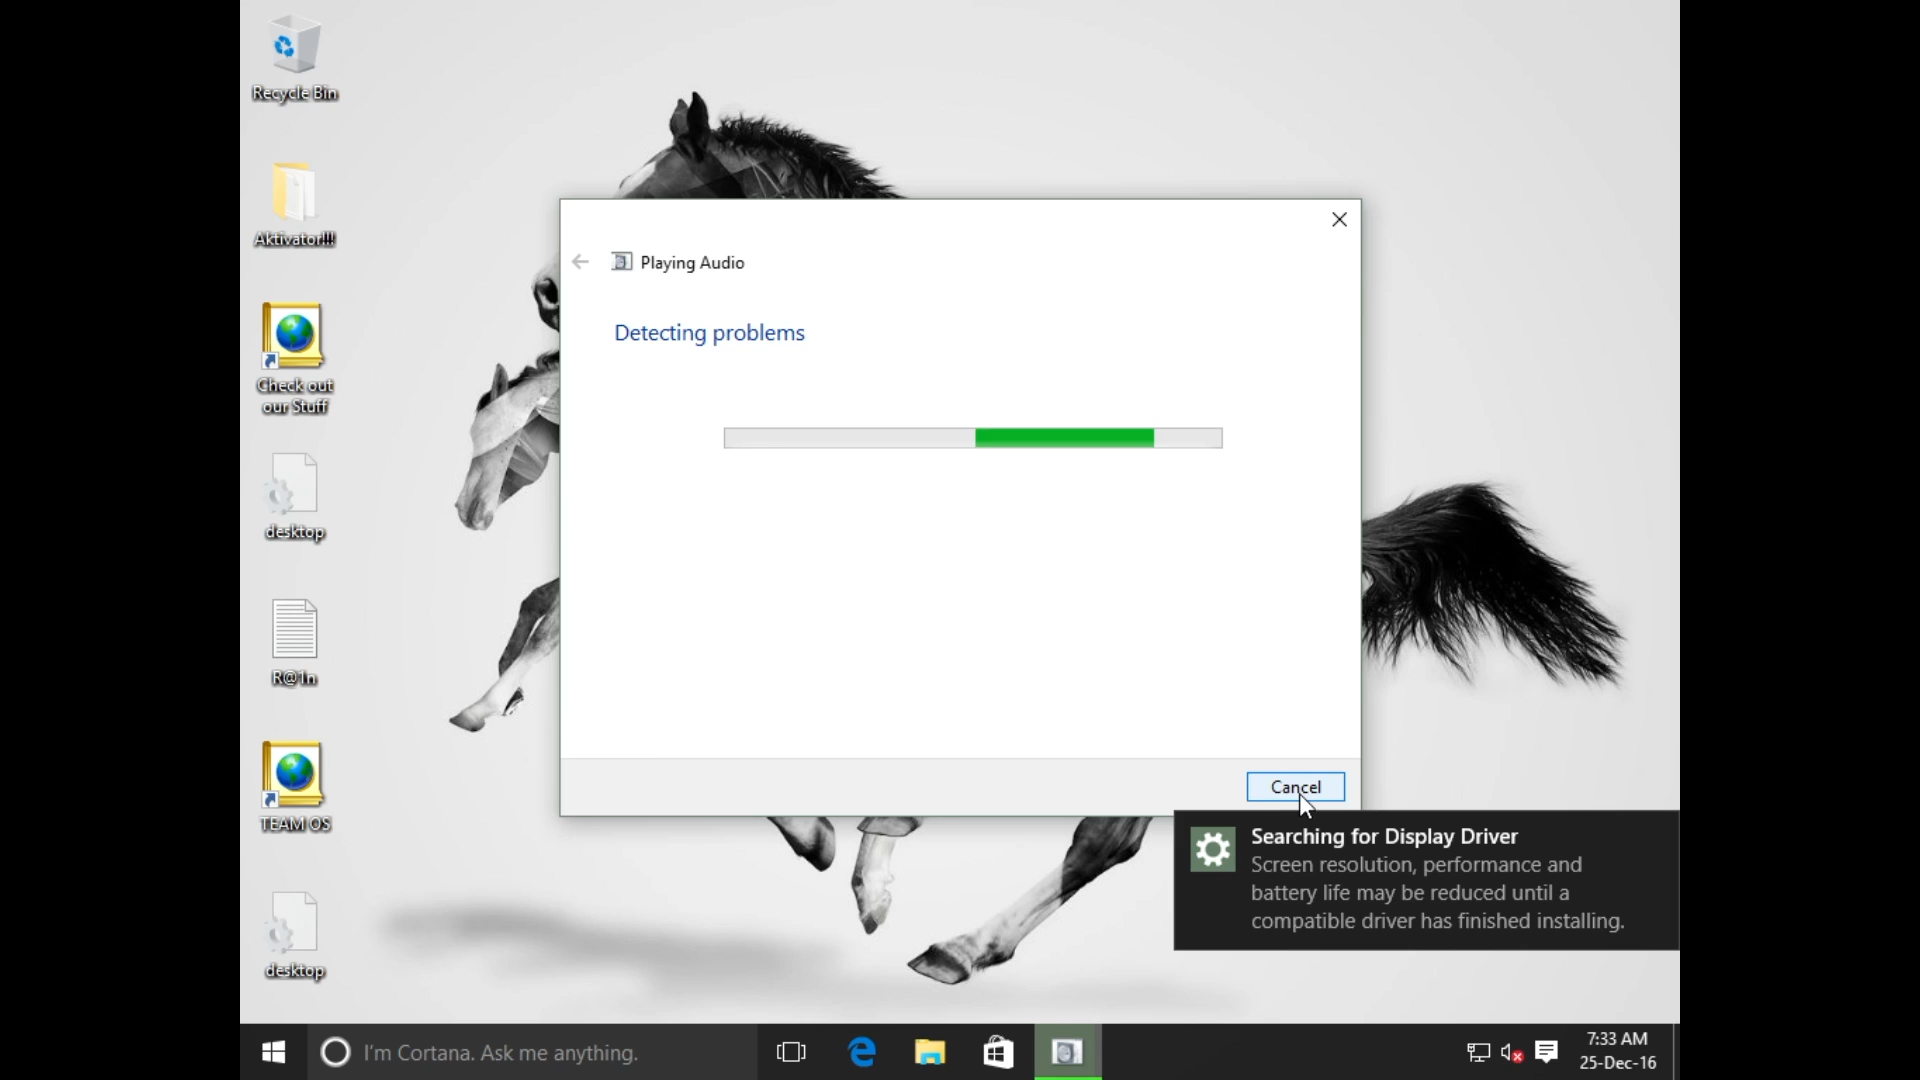 Recycle Bin
Aktivator!!!
Check out
our Stuff
desktop
R@1n
TEAM OS
desktop
Playing Audio
Detecting problems
Cancel
Searching for Display Driver
Screen resolution, performance and
battery life may be reduced until a
compatible driver has finished installing.
I'm Cortana. Ask me anything.
7:33 AM
25-Dec-16